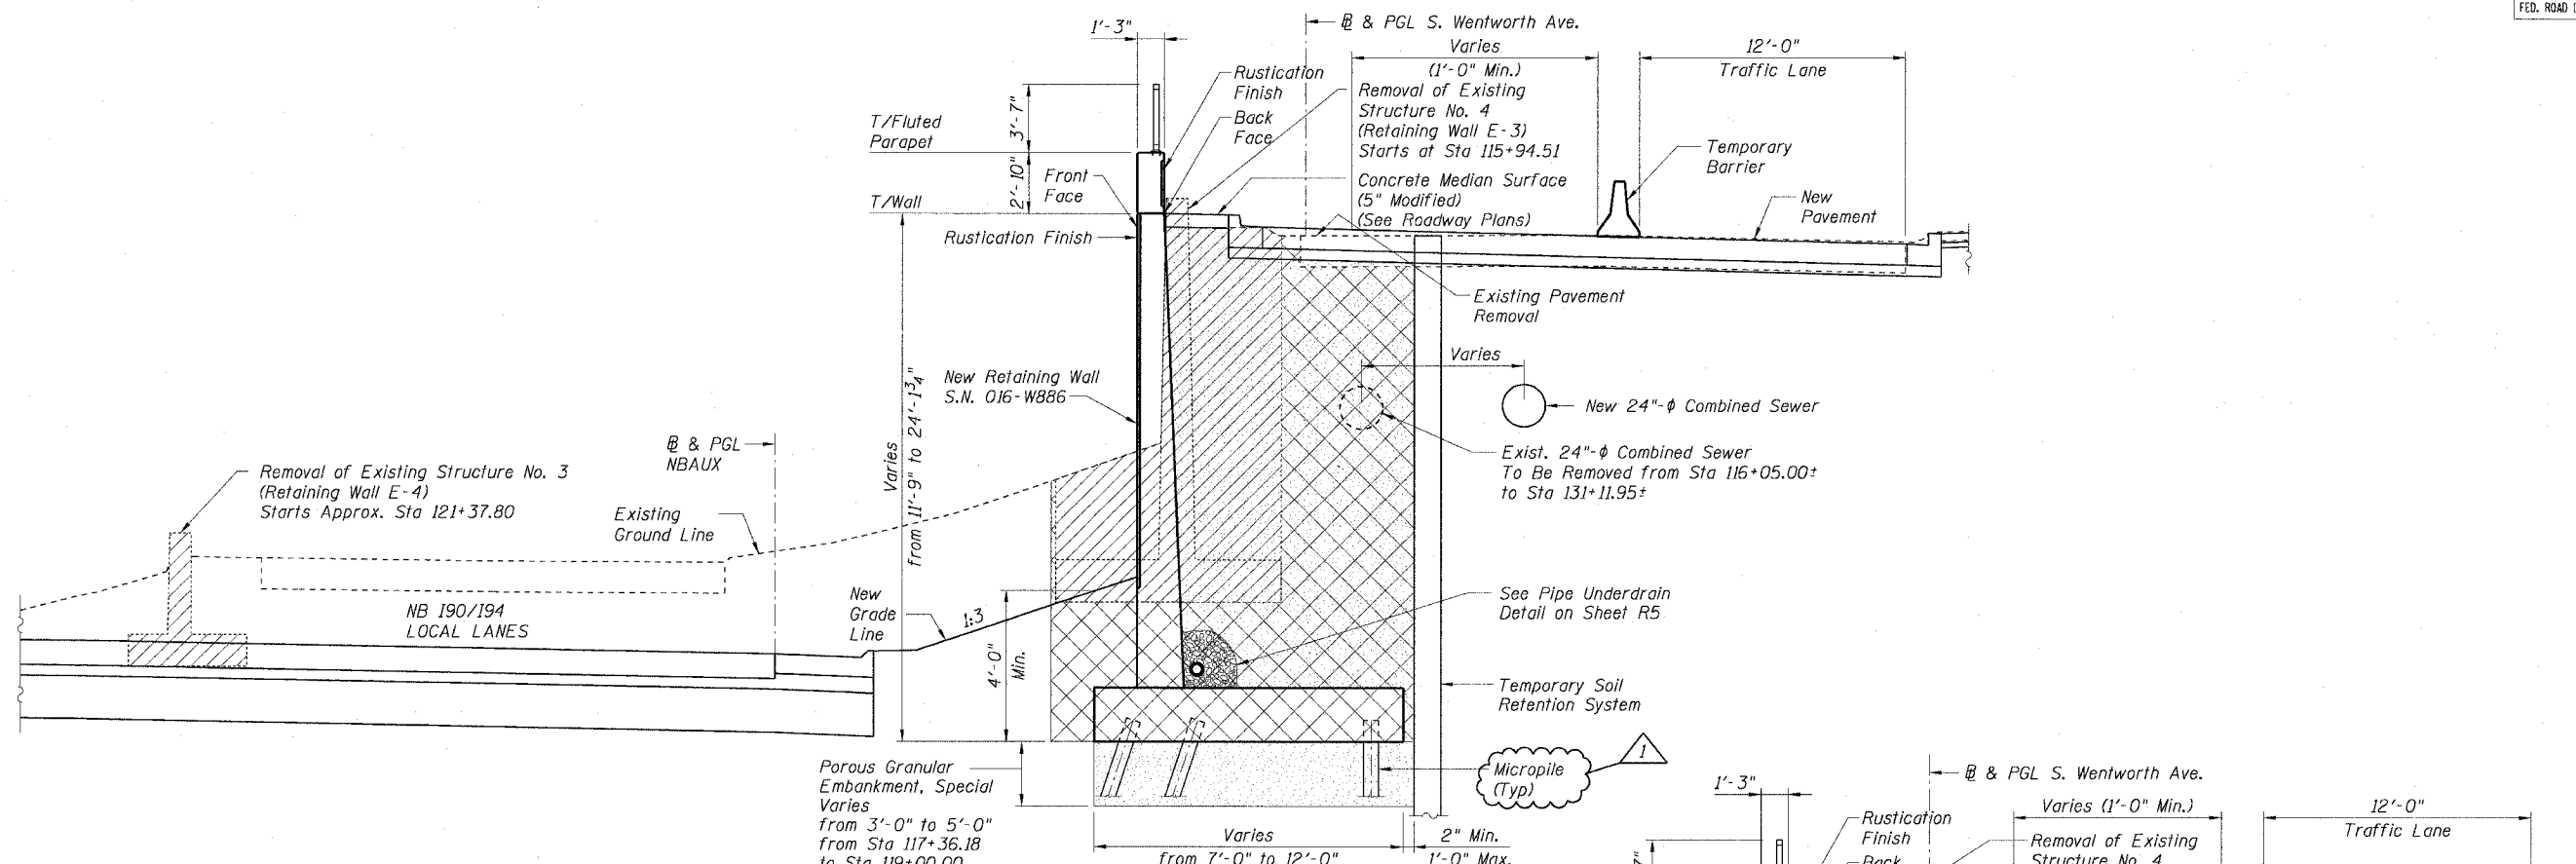 FED. ROAD
1'-3"
℄ & PGL S. Wentworth Ave.
Varies
(1'-0" Min.)
12'-0"
Traffic Lane
Rustication
Finish
Back
Face
Removal of Existing
Structure No. 4
(Retaining Wall E-3)
Starts at Sta 115+94.51
Concrete Median Surface
(5" Modified)
(See Roadway Plans)
Temporary
Barrier
New
Pavement
3'-7"
T/Fluted
Parapet
2'-10"
Front
Face
T/Wall
Rustication Finish
Existing Pavement
Removal
Varies
New 24"-ϕ Combined Sewer
Exist. 24"-ϕ Combined Sewer
To Be Removed from Sta 116+05.00±
to Sta 131+11.95±
New Retaining Wall
S.N. 016-W886
Varies
from 11'-9" to 24'-1¾"
℄ & PGL
NBAUX
Removal of Existing Structure No. 3
(Retaining Wall E-4)
Starts Approx. Sta 121+37.80
Existing
Ground Line
NB I90/I94
LOCAL LANES
New
Grade
Line
1:3
4'-0"
Min.
See Pipe Underdrain
Detail on Sheet R5
Temporary Soil
Retention System
Micropile
(Typ)
1
Porous Granular
Embankment, Special
Varies
from 3'-0" to 5'-0"
from Sta 117+36.18
to Sta 119+00.00
Varies
from 7'-0" to 12'-0"
2" Min.
1'-0" Max.
1'-3"
℄ & PGL S. Wentworth Ave.
Varies (1'-0" Min.)
12'-0"
Traffic Lane
Rustication
Finish
Back
Removal of Existing
Structure No. 4